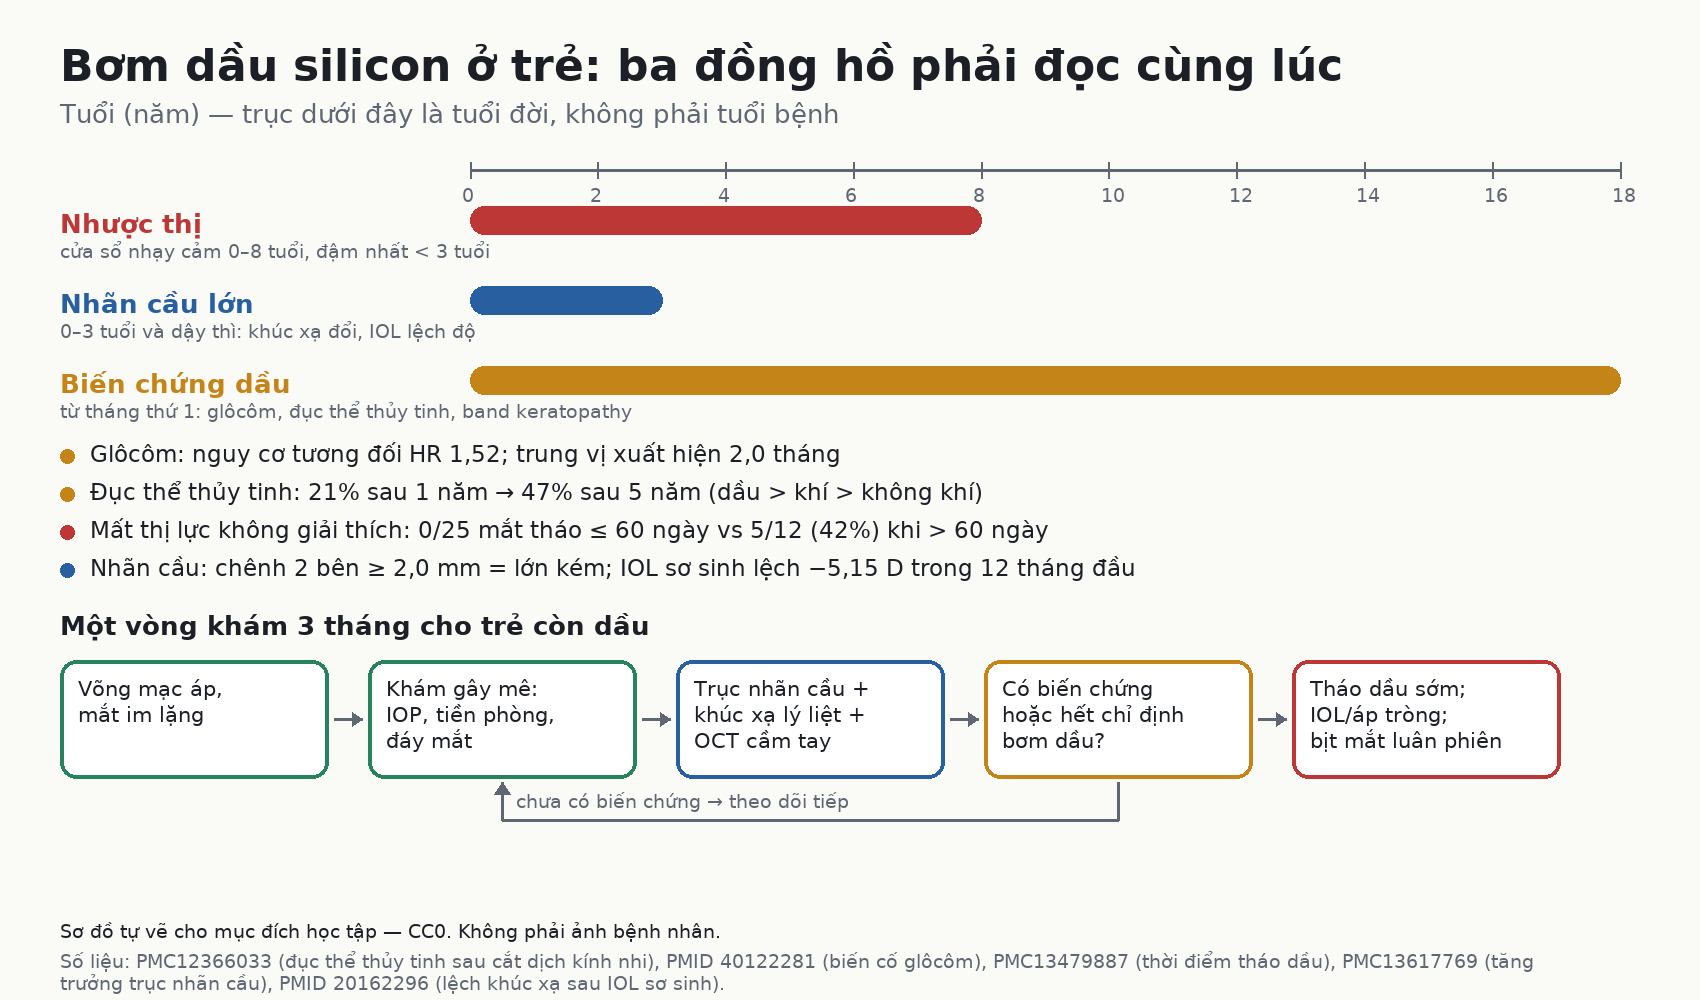 Bơm dầu silicon ở trẻ: ba đồng hồ phải đọc cùng lúc
Tuổi (năm) — trục dưới đây là tuổi đời, không phải tuổi bệnh
0 2 4 6 8 10 12 14 16 18
Nhược thị
cửa sổ nhạy cảm 0–8 tuổi, đậm nhất < 3 tuổi
Nhãn cầu lớn
0–3 tuổi và dậy thì: khúc xạ đổi, IOL lệch độ
Biến chứng dầu
từ tháng thứ 1: glôcôm, đục thể thủy tinh, band keratopathy
Glôcôm: nguy cơ tương đối HR 1,52; trung vị xuất hiện 2,0 tháng
Đục thể thủy tinh: 21% sau 1 năm → 47% sau 5 năm (dầu > khí > không khí)
Mất thị lực không giải thích: 0/25 mắt tháo ≤ 60 ngày vs 5/12 (42%) khi > 60 ngày
Nhãn cầu: chênh 2 bên ≥ 2,0 mm = lớn kém; IOL sơ sinh lệch −5,15 D trong 12 tháng đầu
Một vòng khám 3 tháng cho trẻ còn dầu
Võng mạc áp,
mắt im lặng
Khám gây mê:
IOP, tiền phòng,
đáy mắt
Trục nhãn cầu +
khúc xạ lý liệt +
OCT cầm tay
Có biến chứng
hoặc hết chỉ định
bơm dầu?
Tháo dầu sớm;
IOL/áp tròng;
bịt mắt luân phiên
chưa có biến chứng → theo dõi tiếp
Sơ đồ tự vẽ cho mục đích học tập — CC0. Không phải ảnh bệnh nhân.
Số liệu: PMC12366033 (đục thể thủy tinh sau cắt dịch kính nhi), PMID 40122281 (biến cố glôcôm), PMC13479887 (thời điểm tháo dầu), PMC13617769 (tăng
trưởng trục nhãn cầu), PMID 20162296 (lệch khúc xạ sau IOL sơ sinh).